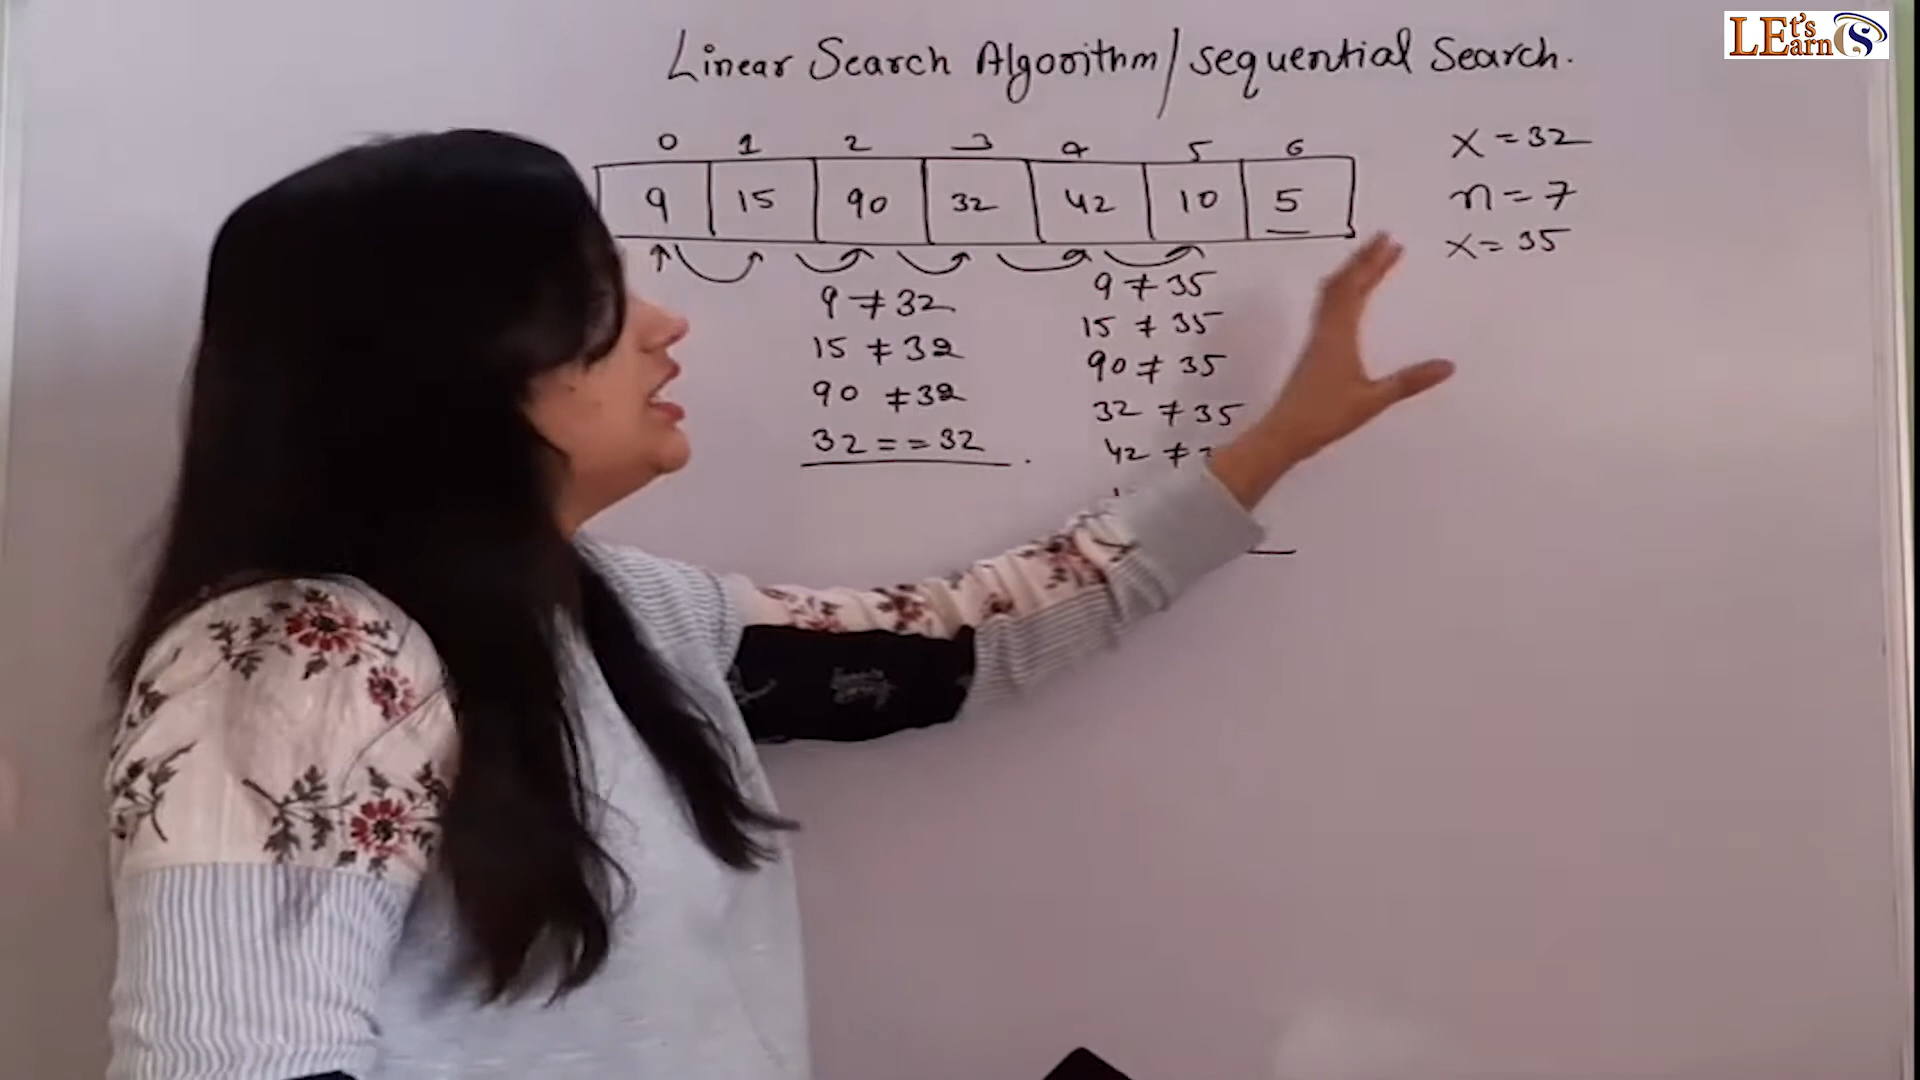 LEt's Earn S
Linear Search Algorithm/sequential Search.
0 1 2 3 4 5 6
9 15 90 32 42 10 5
x = 32
n = 7
x = 35
9 ≠ 32
15 ≠ 32
90 ≠ 32
32 = = 32
9 ≠ 35
15 ≠ 35
90 ≠ 35
32 ≠ 35
42 ≠